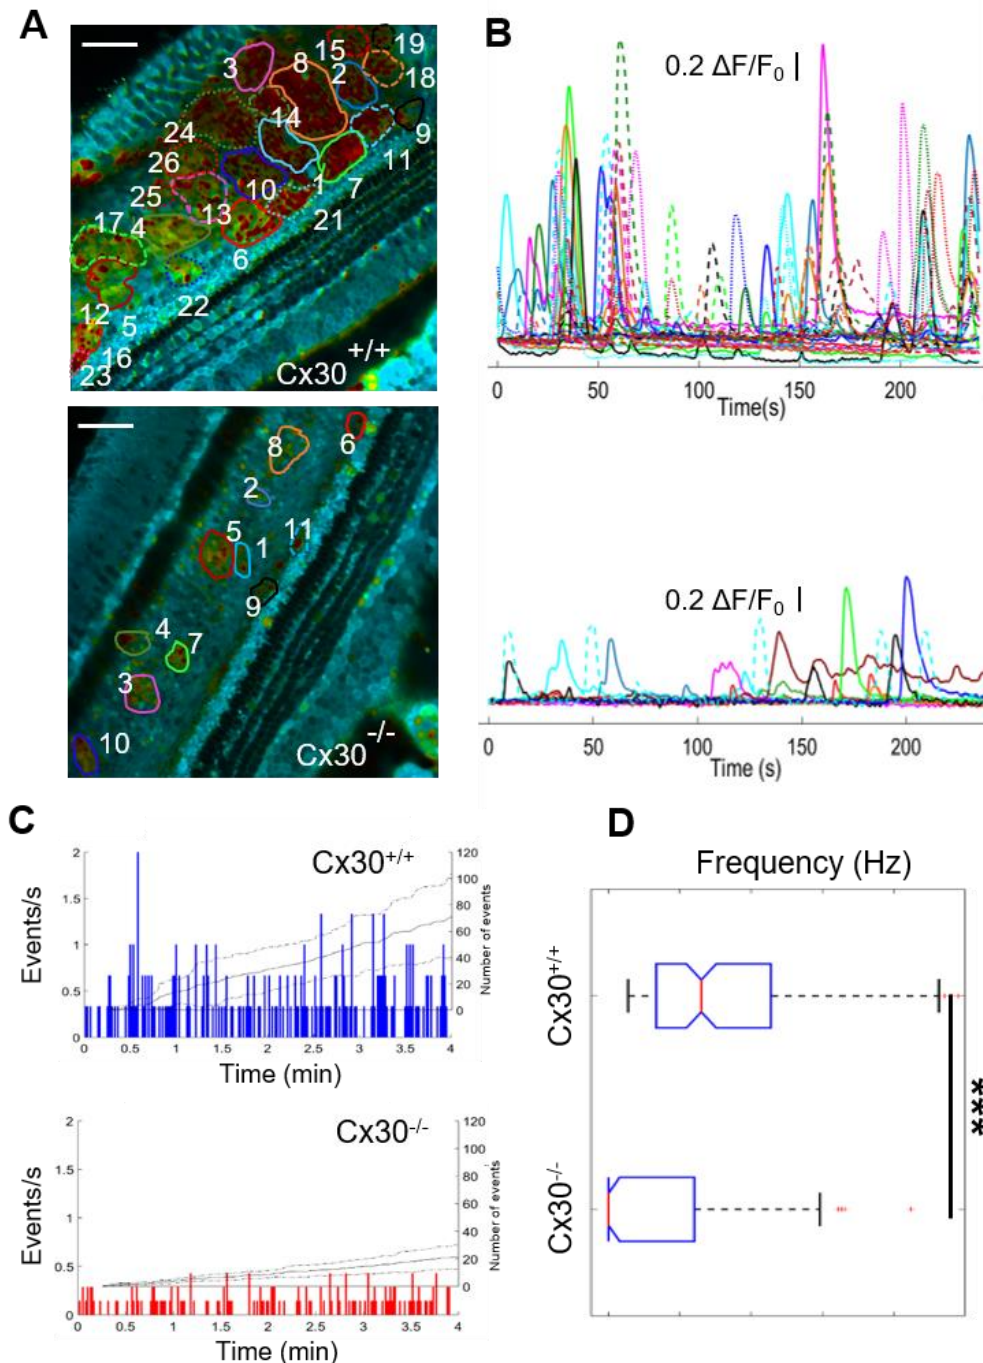 A
B
15
19
3
8
2
18
14
9
24
11
26
1
7
10
25
13
21
17
4
6
12
22
5
16
23
Cx30+/+
0.2 ΔF/F0
0 50 100 150 200
Time(s)
8
6
2
5
1
11
9
4
7
3
10
Cx30-/-
0.2 ΔF/F0
0 50 100 150 200
Time (s)
C
D
Cx30+/+
Events/s
2
1.5
1
0.5
0
120
100
80
60
40
20
0
Number of events
0 0.5 1 1.5 2 2.5 3 3.5 4
Time (min)
Cx30-/-
Events/s
2
1.5
1
0.5
0
120
100
80
60
40
20
0
Number of events
0 0.5 1 1.5 2 2.5 3 3.5 4
Time (min)
Frequency (Hz)
Cx30+/+
Cx30-/-
***